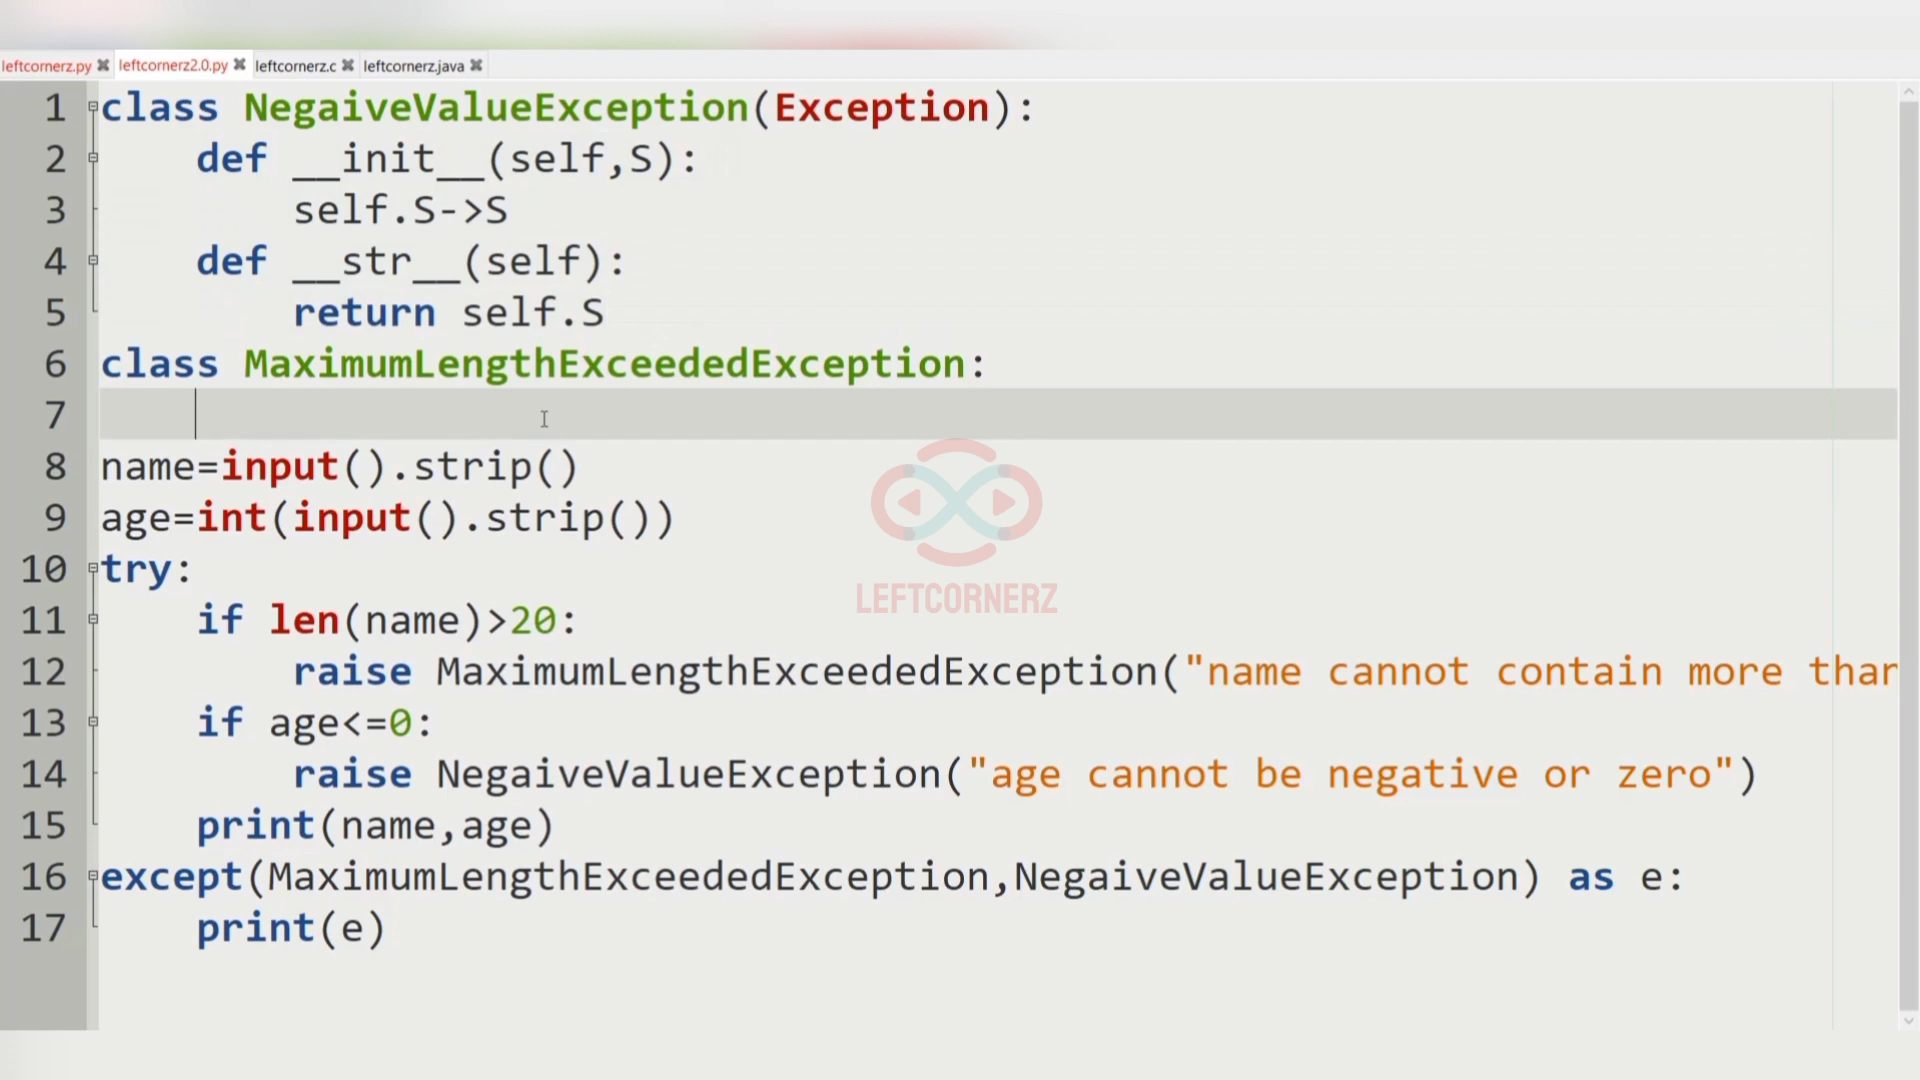 leftcornerz.py leftcornerz2.0.py leftcornerz.c leftcornerz.java
1 class NegaiveValueException(Exception):
2     def __init__(self,S):
3         self.S->S
4     def __str__(self):
5         return self.S
6 class MaximumLengthExceededException:
7
8 name=input().strip()
9 age=int(input().strip())
10 try:
11     if len(name)>20:
12         raise MaximumLengthExceededException("name cannot contain more than
13     if age<=0:
14         raise NegaiveValueException("age cannot be negative or zero")
15     print(name,age)
16 except(MaximumLengthExceededException,NegaiveValueException) as e:
17     print(e)
LEFTCORNERZ